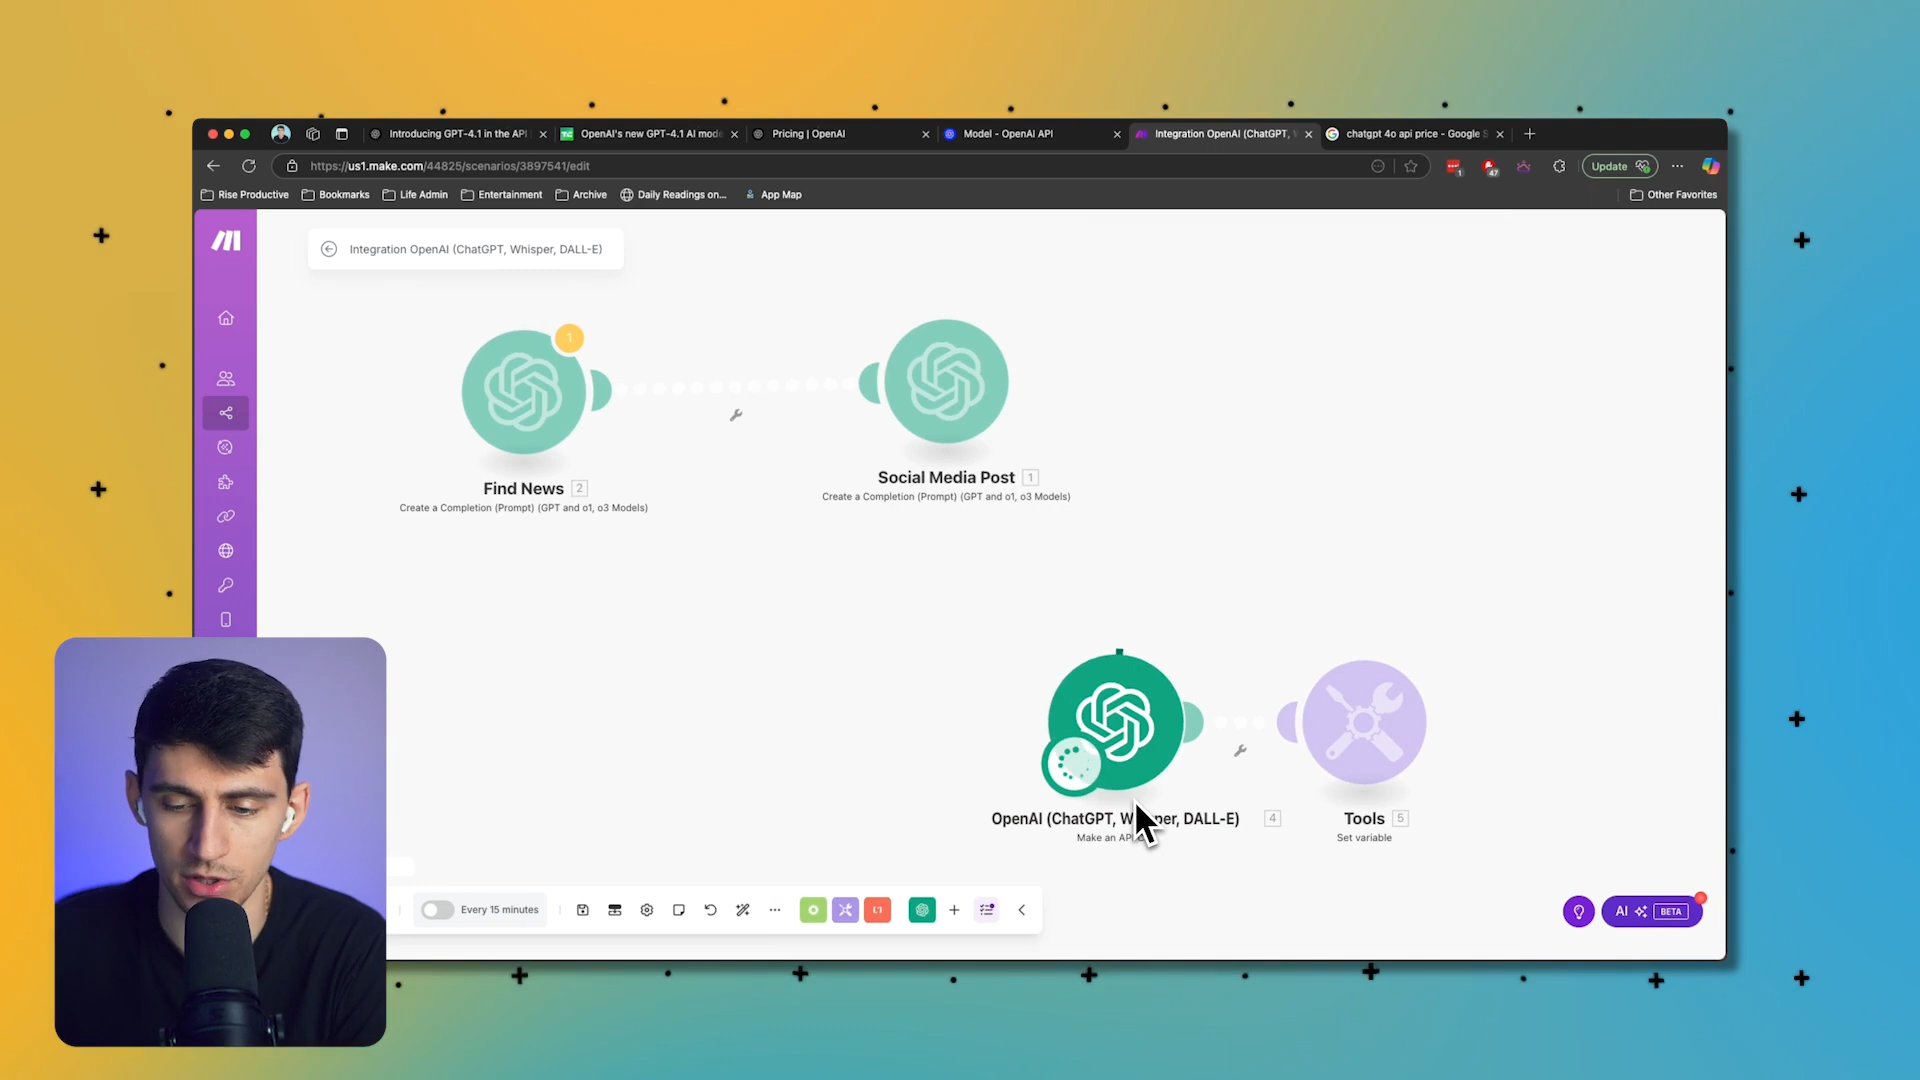 Introducing GPT-4.1 in the API
OpenAI's new GPT-4.1 AI mode
Pricing | OpenAI
Model - OpenAI API
Integration OpenAI (ChatGPT,
chatgpt 4o api price - Google S
https://us1.make.com/44825/scenarios/3897541/edit
1
47
Update
Rise Productive
Bookmarks
Life Admin
Entertainment
Archive
Daily Readings on...
App Map
Other Favorites
Integration OpenAI (ChatGPT, Whisper, DALL-E)
1
Find News 2
Create a Completion (Prompt) (GPT and o1, o3 Models)
Social Media Post 1
Create a Completion (Prompt) (GPT and o1, o3 Models)
OpenAI (ChatGPT, Whisper, DALL-E) 4
Make an API
Tools 5
Set variable
Every 15 minutes
AI BETA